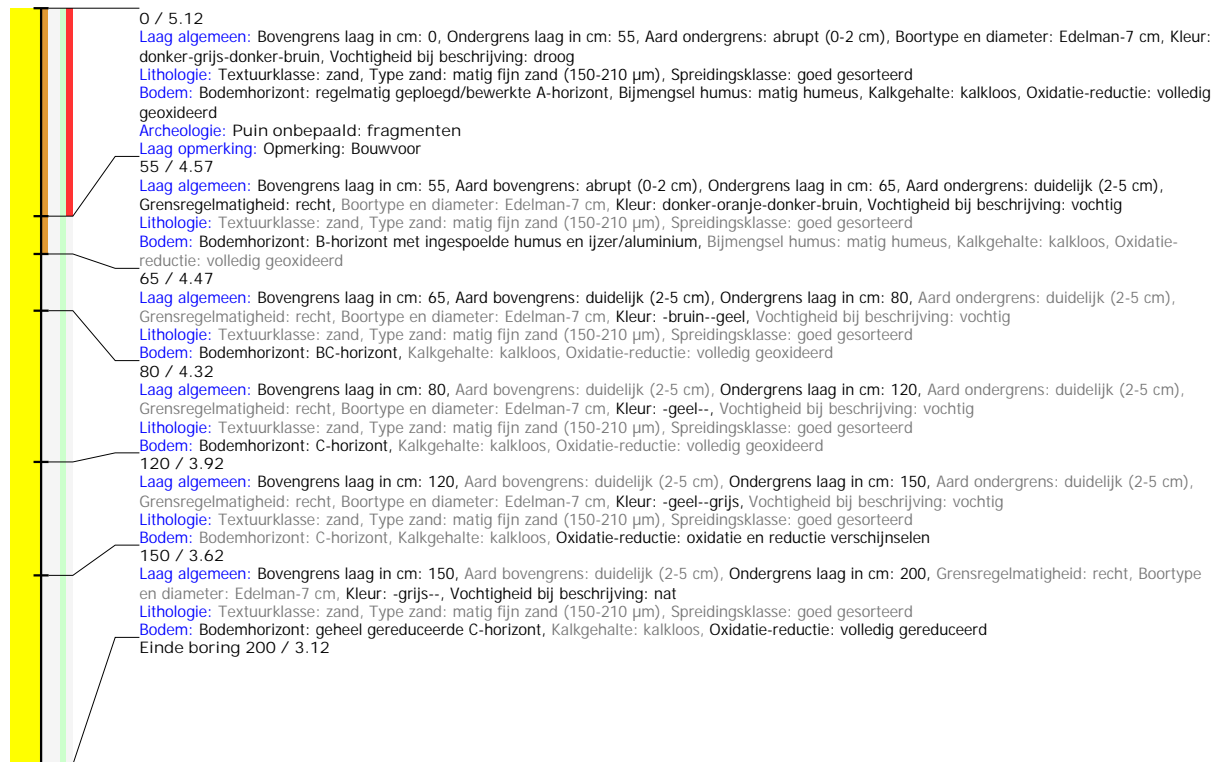 0 / 5.12
Laag algemeen: Bovengrens laag in cm: 0, Ondergrens laag in cm: 55, Aard ondergrens: abrupt (0-2 cm), Boortype en diameter: Edelman-7 cm, Kleur:
donker-grijs-donker-bruin, Vochtigheid bij beschrijving: droog
Lithologie: Textuurklasse: zand, Type zand: matig fijn zand (150-210 µm), Spreidingsklasse: goed gesorteerd
Bodem: Bodemhorizont: regelmatig geploegd/bewerkte A-horizont, Bijmengsel humus: matig humeus, Kalkgehalte: kalkloos, Oxidatie-reductie: volledig
geoxideerd
Archeologie: Puin onbepaald: fragmenten
Laag opmerking: Opmerking: Bouwvoor
55 / 4.57
Laag algemeen: Bovengrens laag in cm: 55, Aard bovengrens: abrupt (0-2 cm), Ondergrens laag in cm: 65, Aard ondergrens: duidelijk (2-5 cm),
Grensregelmatigheid: recht, Boortype en diameter: Edelman-7 cm, Kleur: donker-oranje-donker-bruin, Vochtigheid bij beschrijving: vochtig
Lithologie: Textuurklasse: zand, Type zand: matig fijn zand (150-210 µm), Spreidingsklasse: goed gesorteerd
Bodem: Bodemhorizont: B-horizont met ingespoelde humus en ijzer/aluminium, Bijmengsel humus: matig humeus, Kalkgehalte: kalkloos, Oxidatie-
reductie: volledig geoxideerd
65 / 4.47
Laag algemeen: Bovengrens laag in cm: 65, Aard bovengrens: duidelijk (2-5 cm), Ondergrens laag in cm: 80, Aard ondergrens: duidelijk (2-5 cm),
Grensregelmatigheid: recht, Boortype en diameter: Edelman-7 cm, Kleur: -bruin--geel, Vochtigheid bij beschrijving: vochtig
Lithologie: Textuurklasse: zand, Type zand: matig fijn zand (150-210 µm), Spreidingsklasse: goed gesorteerd
Bodem: Bodemhorizont: BC-horizont, Kalkgehalte: kalkloos, Oxidatie-reductie: volledig geoxideerd
80 / 4.32
Laag algemeen: Bovengrens laag in cm: 80, Aard bovengrens: duidelijk (2-5 cm), Ondergrens laag in cm: 120, Aard ondergrens: duidelijk (2-5 cm),
Grensregelmatigheid: recht, Boortype en diameter: Edelman-7 cm, Kleur: -geel--, Vochtigheid bij beschrijving: vochtig
Lithologie: Textuurklasse: zand, Type zand: matig fijn zand (150-210 µm), Spreidingsklasse: goed gesorteerd
Bodem: Bodemhorizont: C-horizont, Kalkgehalte: kalkloos, Oxidatie-reductie: volledig geoxideerd
120 / 3.92
Laag algemeen: Bovengrens laag in cm: 120, Aard bovengrens: duidelijk (2-5 cm), Ondergrens laag in cm: 150, Aard ondergrens: duidelijk (2-5 cm),
Grensregelmatigheid: recht, Boortype en diameter: Edelman-7 cm, Kleur: -geel--grijs, Vochtigheid bij beschrijving: vochtig
Lithologie: Textuurklasse: zand, Type zand: matig fijn zand (150-210 µm), Spreidingsklasse: goed gesorteerd
Bodem: Bodemhorizont: C-horizont, Kalkgehalte: kalkloos, Oxidatie-reductie: oxidatie en reductie verschijnselen
150 / 3.62
Laag algemeen: Bovengrens laag in cm: 150, Aard bovengrens: duidelijk (2-5 cm), Ondergrens laag in cm: 200, Grensregelmatigheid: recht, Boortype
en diameter: Edelman-7 cm, Kleur: -grijs--, Vochtigheid bij beschrijving: nat
Lithologie: Textuurklasse: zand, Type zand: matig fijn zand (150-210 µm), Spreidingsklasse: goed gesorteerd
Bodem: Bodemhorizont: geheel gereduceerde C-horizont, Kalkgehalte: kalkloos, Oxidatie-reductie: volledig gereduceerd
Einde boring 200 / 3.12